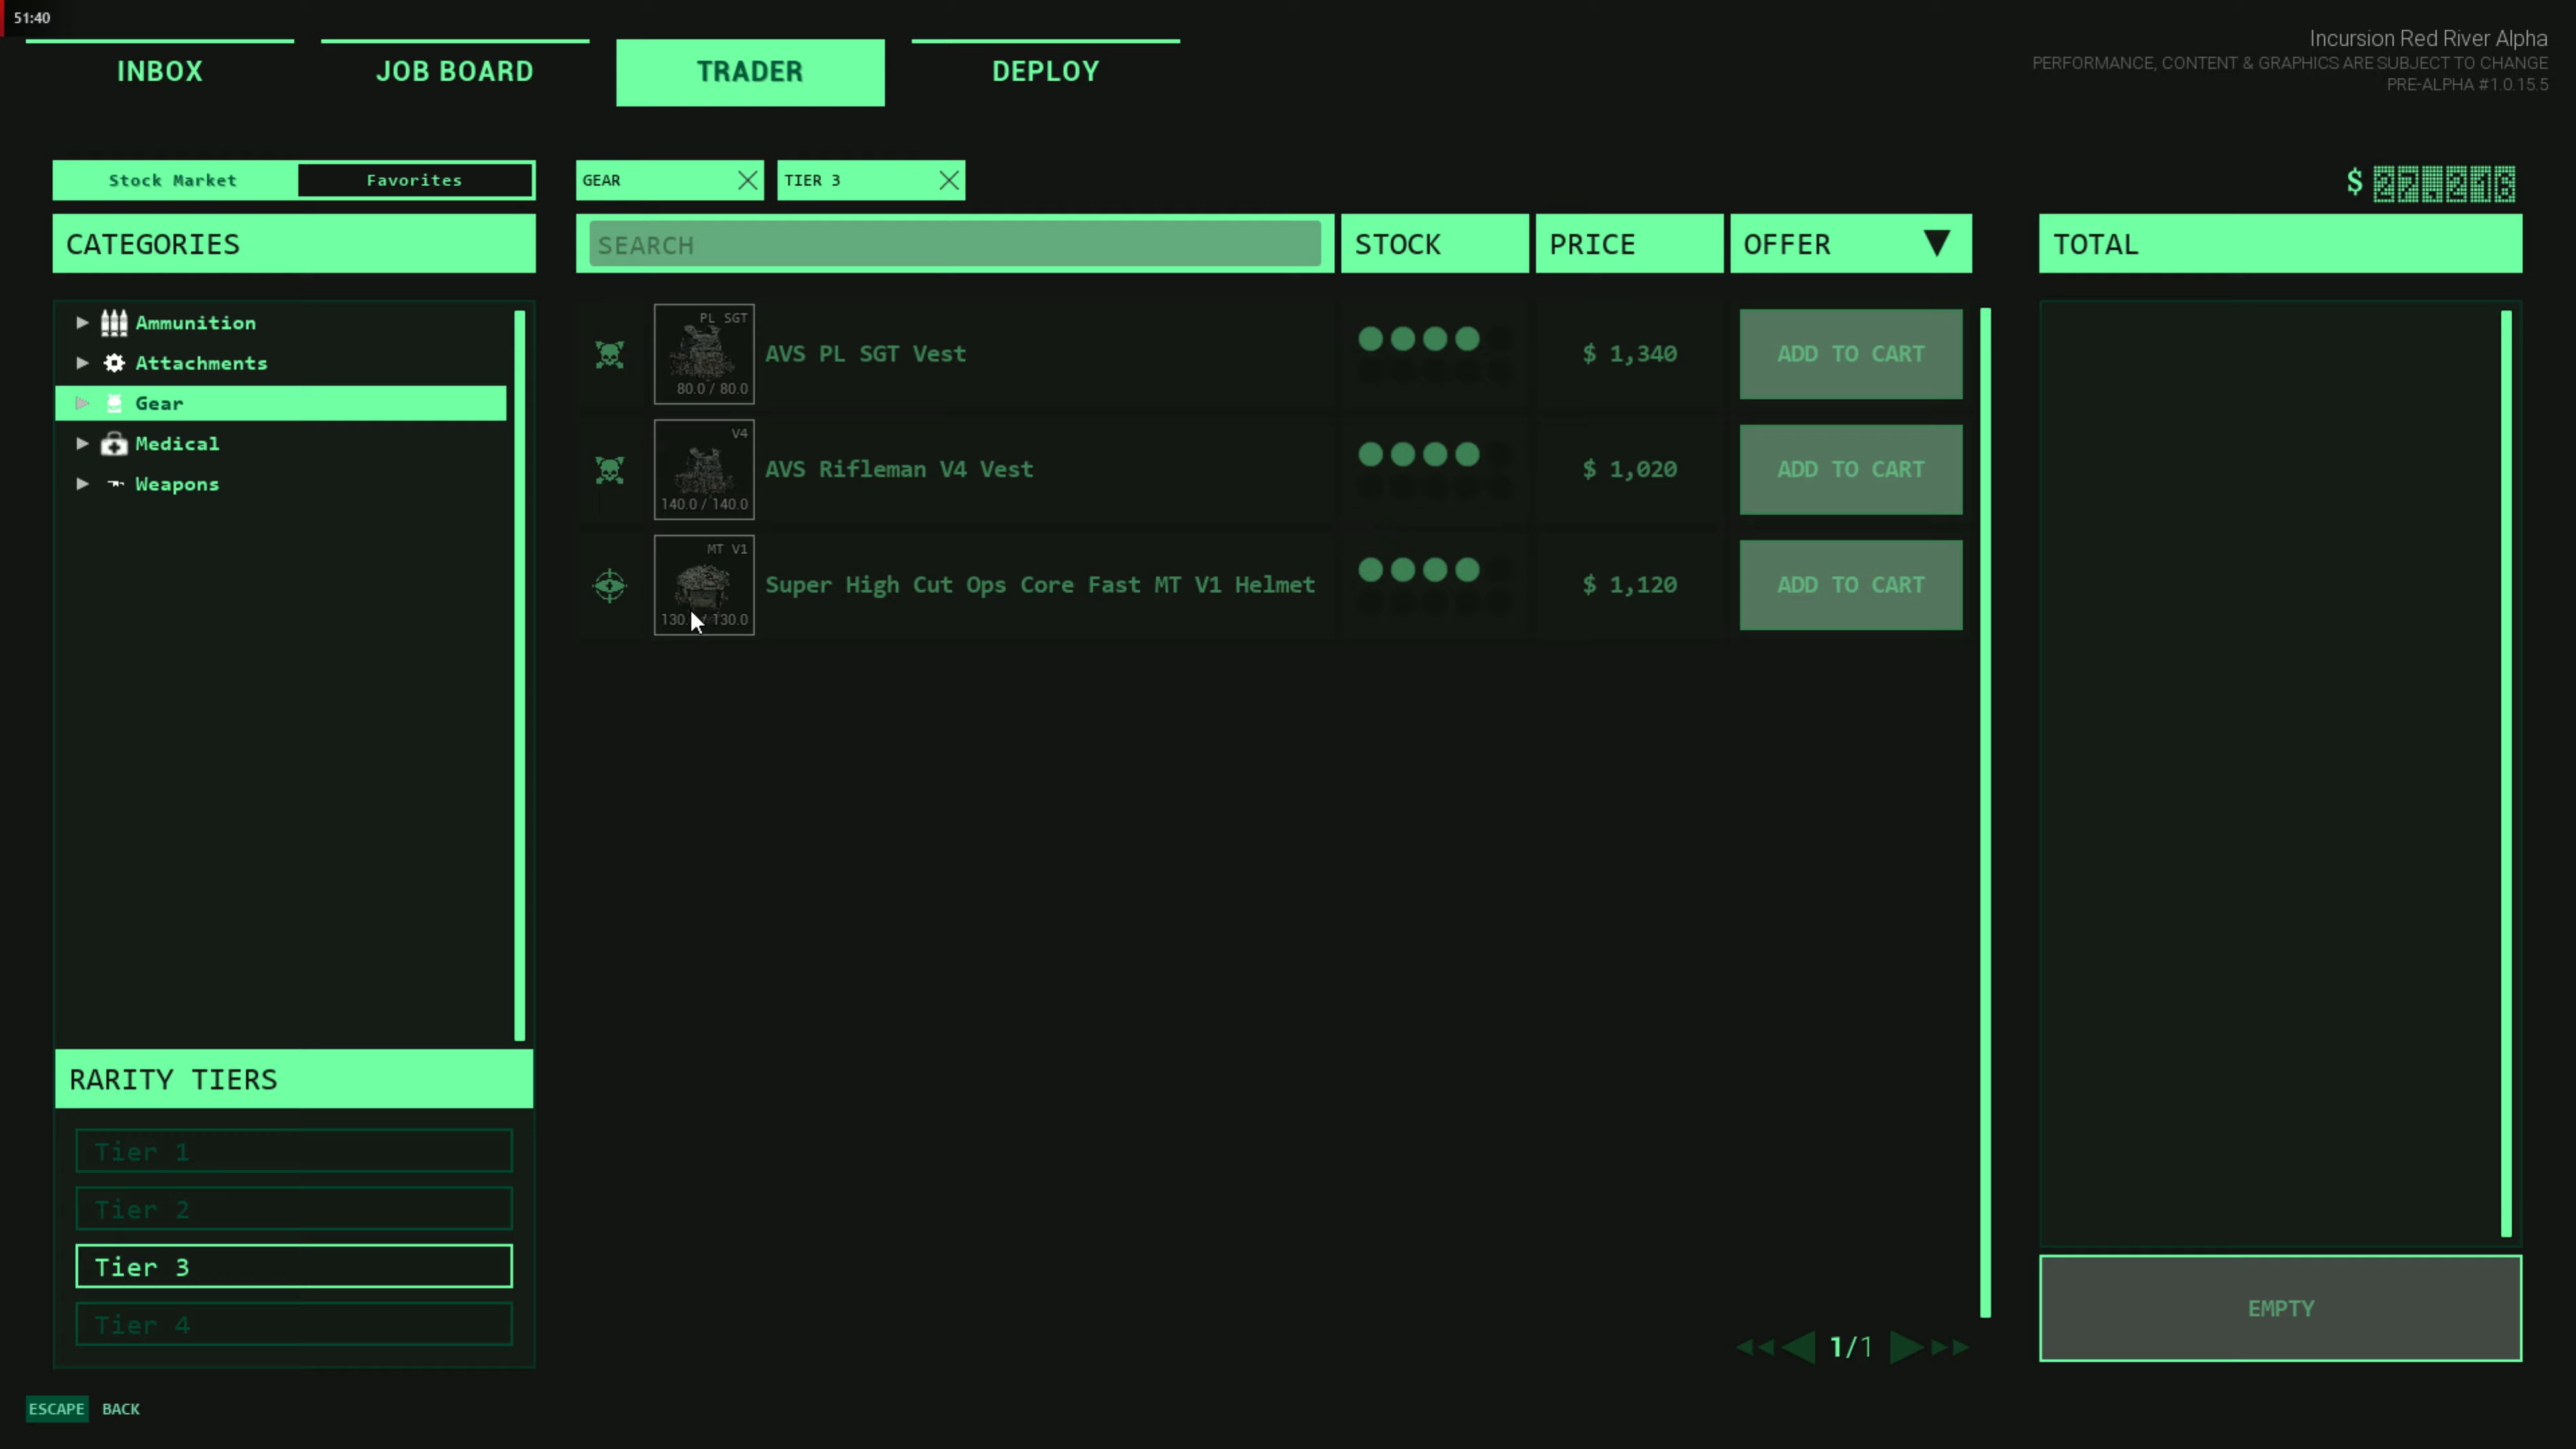 51:40
INBOX
JOB BOARD
TRADER
DEPLOY
Incursion Red River Alpha
PERFORMANCE, CONTENT & GRAPHICS ARE SUBJECT TO CHANGE
PRE-ALPHA #1.0.15.5
Stock Market
Favorites
GEAR
TIER 3
$
CATEGORIES
SEARCH
STOCK
PRICE
OFFER
TOTAL
Ammunition
Attachments
Gear
Medical
Weapons
PL SGT
80.0 / 80.0
AVS PL SGT Vest
$ 1,340
ADD TO CART
V4
140.0 / 140.0
AVS Rifleman V4 Vest
$ 1,020
ADD TO CART
MT V1
130. / 130.0
Super High Cut Ops Core Fast MT V1 Helmet
$ 1,120
ADD TO CART
RARITY TIERS
Tier 1
Tier 2
Tier 3
Tier 4
1/1
EMPTY
ESCAPE BACK